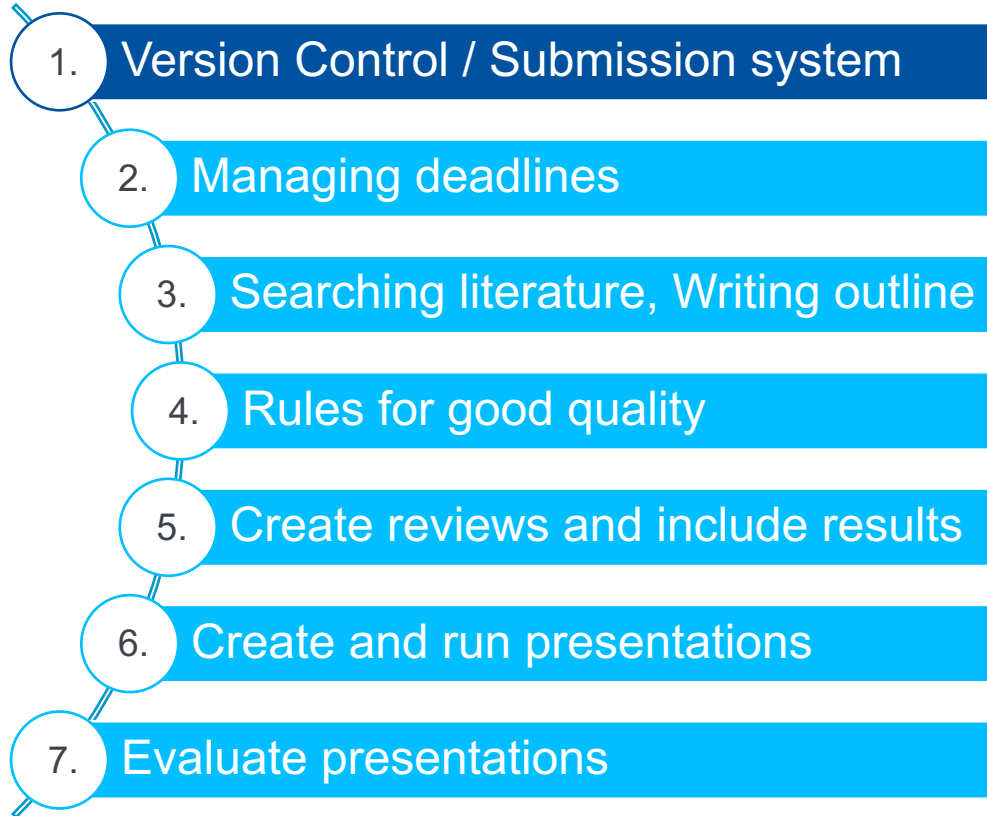 1. Version Control / Submission system
2. Managing deadlines
3. Searching literature, Writing outline
4. Rules for good quality
5. Create reviews and include results
6. Create and run presentations
7. Evaluate presentations